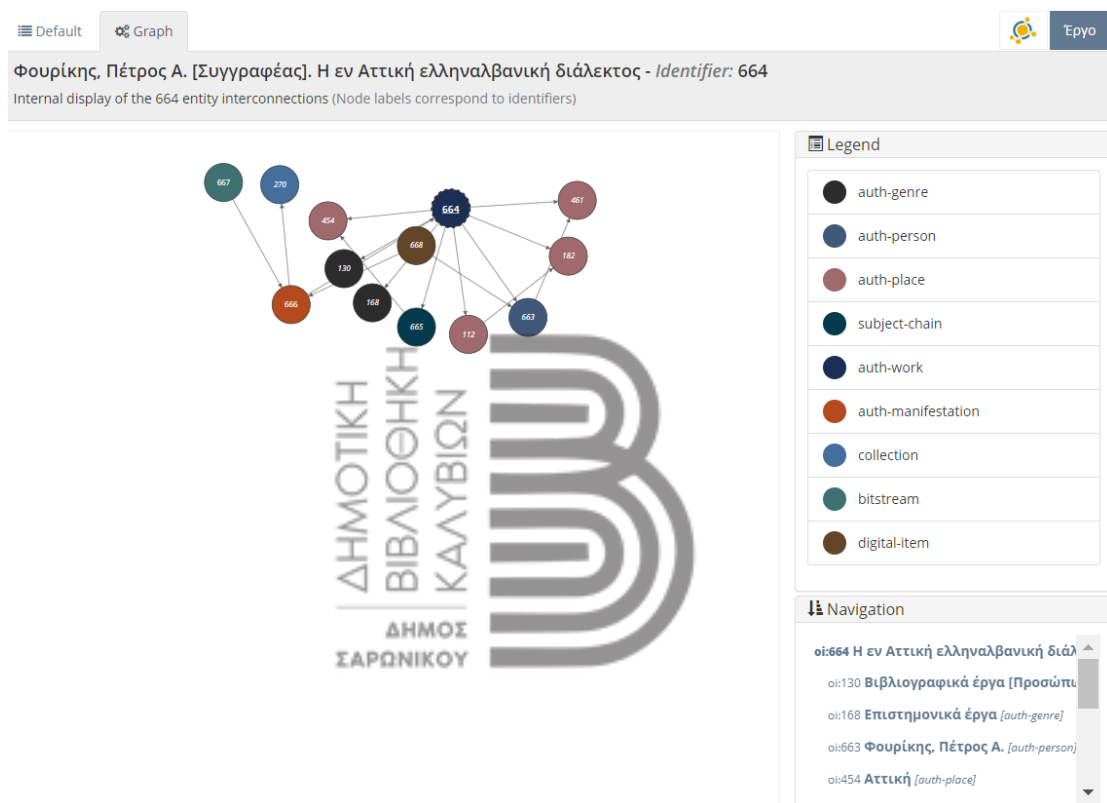 Default
Graph
Έργο
Φουρίκης, Πέτρος Α. [Συγγραφέας]. Η εν Αττική ελληναλβανική διάλεκτος - Identifier: 664
Internal display of the 664 entity interconnections (Node labels correspond to identifiers)
667
270
454
664
461
668
130
182
666
168
665
112
663
ΔΗΜΟΤΙΚΗ
ΒΙΒΛΙΟΘΗΚΗ
ΚΑΛΥΒΙΩΝ
ΔΗΜΟΣ
ΣΑΡΩΝΙΚΟΥ
Legend
auth-genre
auth-person
auth-place
subject-chain
auth-work
auth-manifestation
collection
bitstream
digital-item
Navigation
oi:664 Η εν Αττική ελληναλβανική διάλ
oi:130 Βιβλιογραφικά έργα [Προσώπω
oi:168 Επιστημονικά έργα [auth-genre]
oi:663 Φουρίκης, Πέτρος Α. [auth-person]
oi:454 Αττική [auth-place]